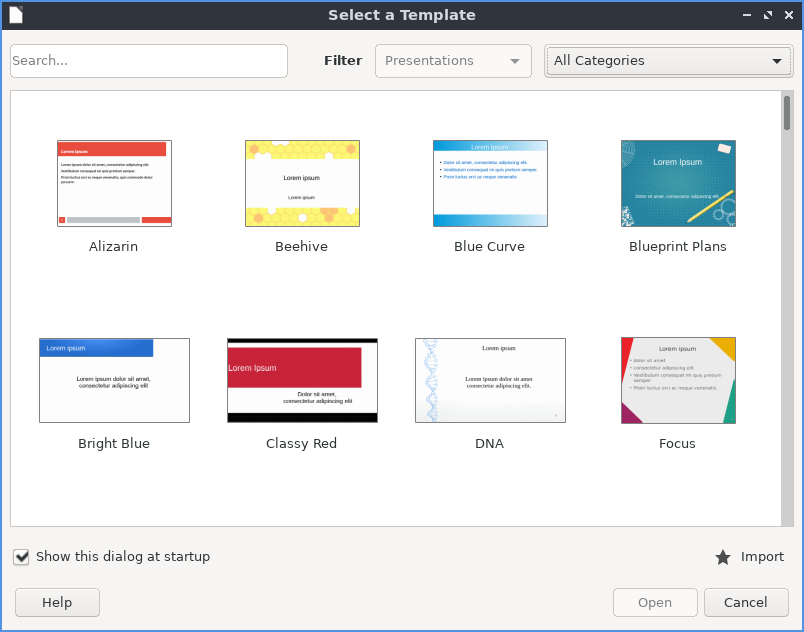 Select a Template
Search...
Filter
Presentations
All Categories
Lorem Ipsum
Lorem ipsum dolor sit amet, consectetur adipiscing elit.
Vestibulum consequat mi quis pretium semper.
Proin luctus orci ac neque venenatis, quis commodo dolor
posuere.
Alizarin
Lorem ipsum
Lorem ipsum
Beehive
Lorem Ipsum
Dolor sit amet, consectetur adipiscing elit.
Vestibulum consequat mi quis pretium semper.
Proin luctus orci ac neque venenatis.
Blue Curve
Lorem Ipsum
Dolor sit amet, consectetur adipiscing elit.
Blueprint Plans
Lorem ipsum
Lorem ipsum dolor sit amet,
consectetur adipiscing elit
Bright Blue
Lorem Ipsum
Dolor sit amet,
consectetur adipiscing elit
Classy Red
Lorem ipsum
Lorem ipsum dolor sit amet
consectetur adipiscing elit.
DNA
Lorem ipsum
dolor sit amet
consectetur adipiscing elit
Vestibulum consequat mi quis pretium
semper
Proin luctus orci ac neque venenatis
Focus
Show this dialog at startup
Import
Help
Open
Cancel